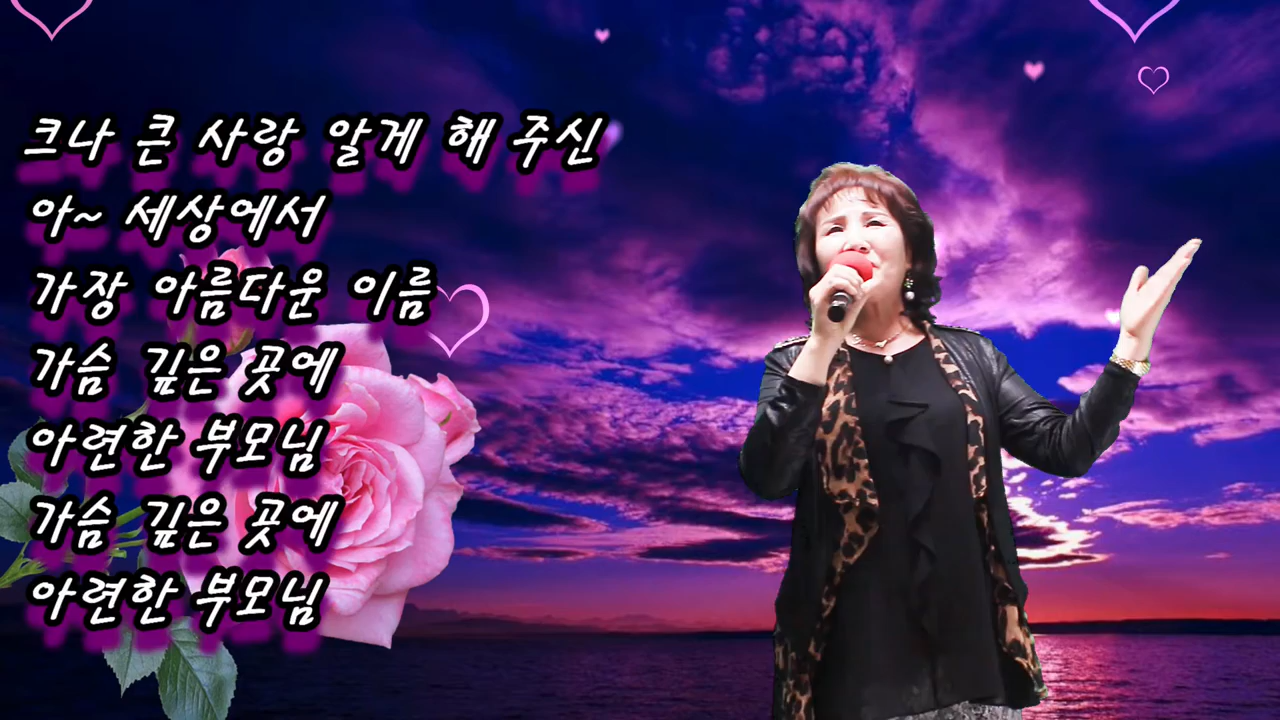 크나 큰 사랑 알게 해 주신
아~ 세상에서
가장 아름다운 이름
가슴 깊은 곳에
아련한 부모님
가슴 깊은 곳에
아련한 부모님